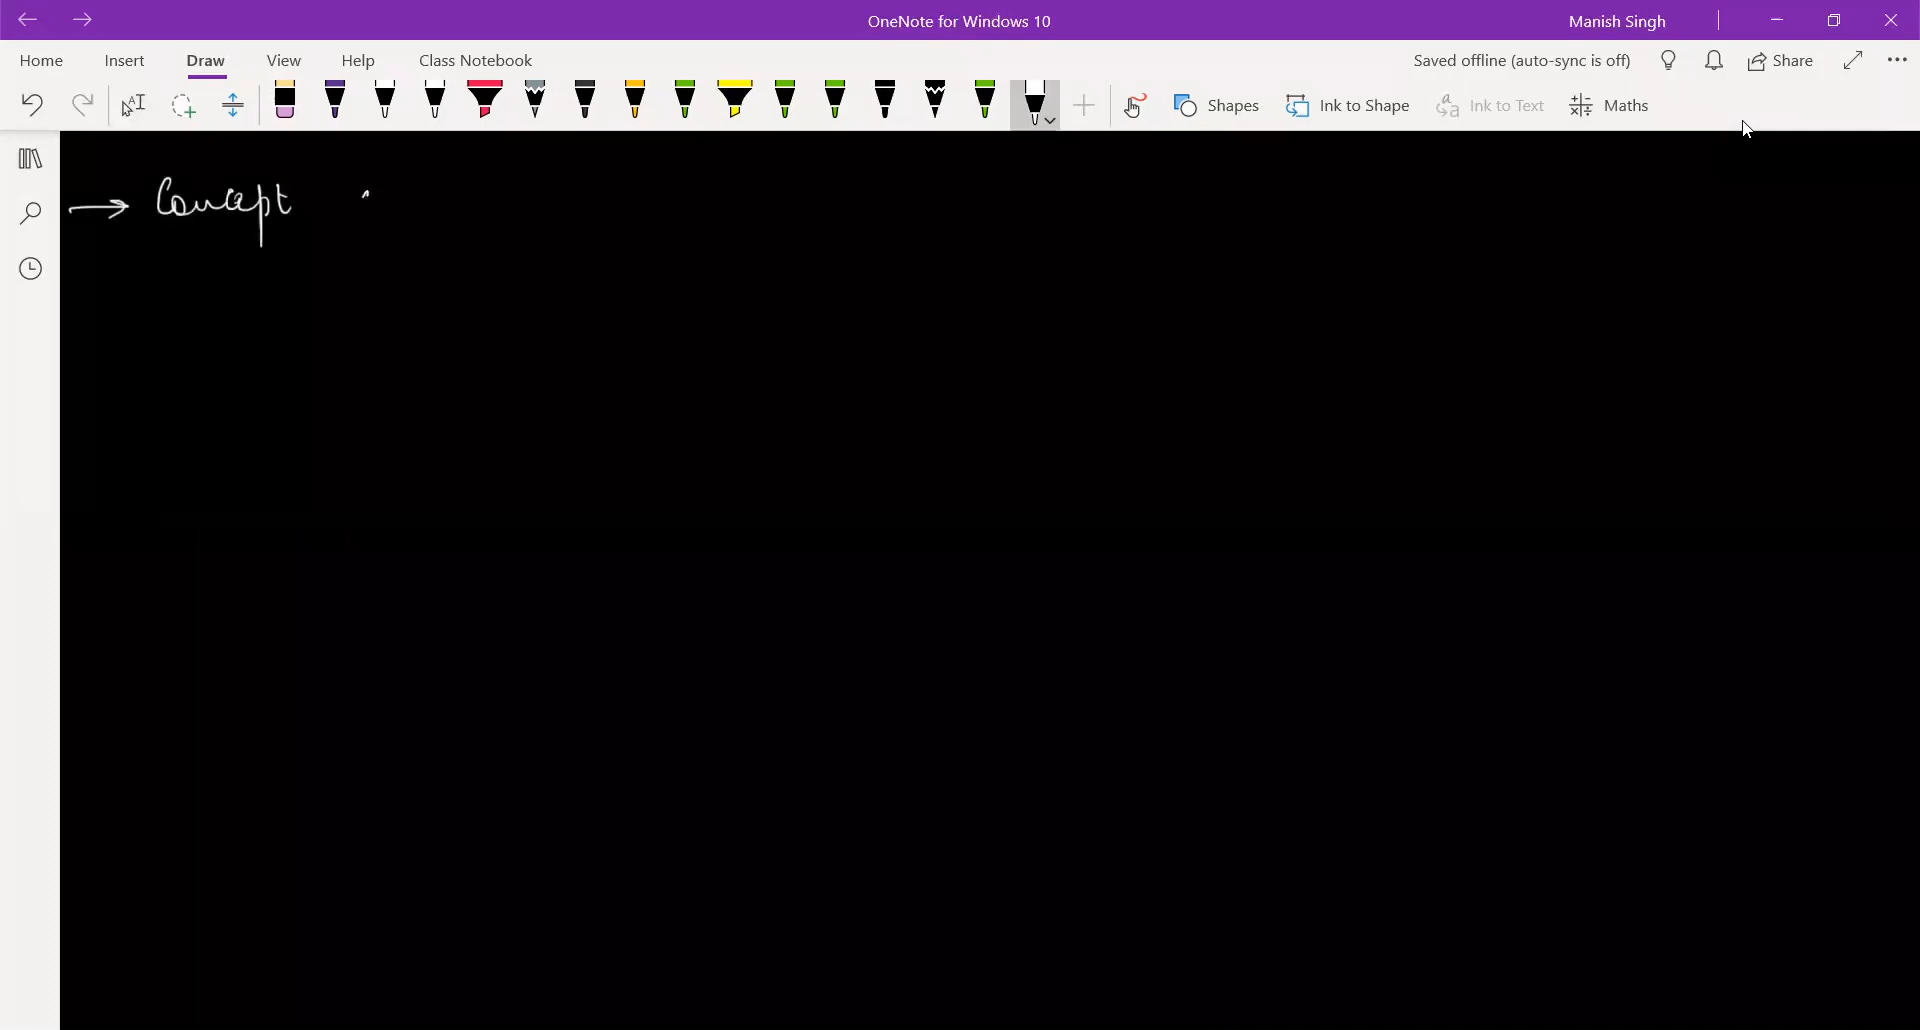 OneNote for Windows 10 Manish Singh
Home Insert Draw View Help Class Notebook Saved offline (auto-sync is off) Share
Shapes Ink to Shape Ink to Text Maths
→ Concept